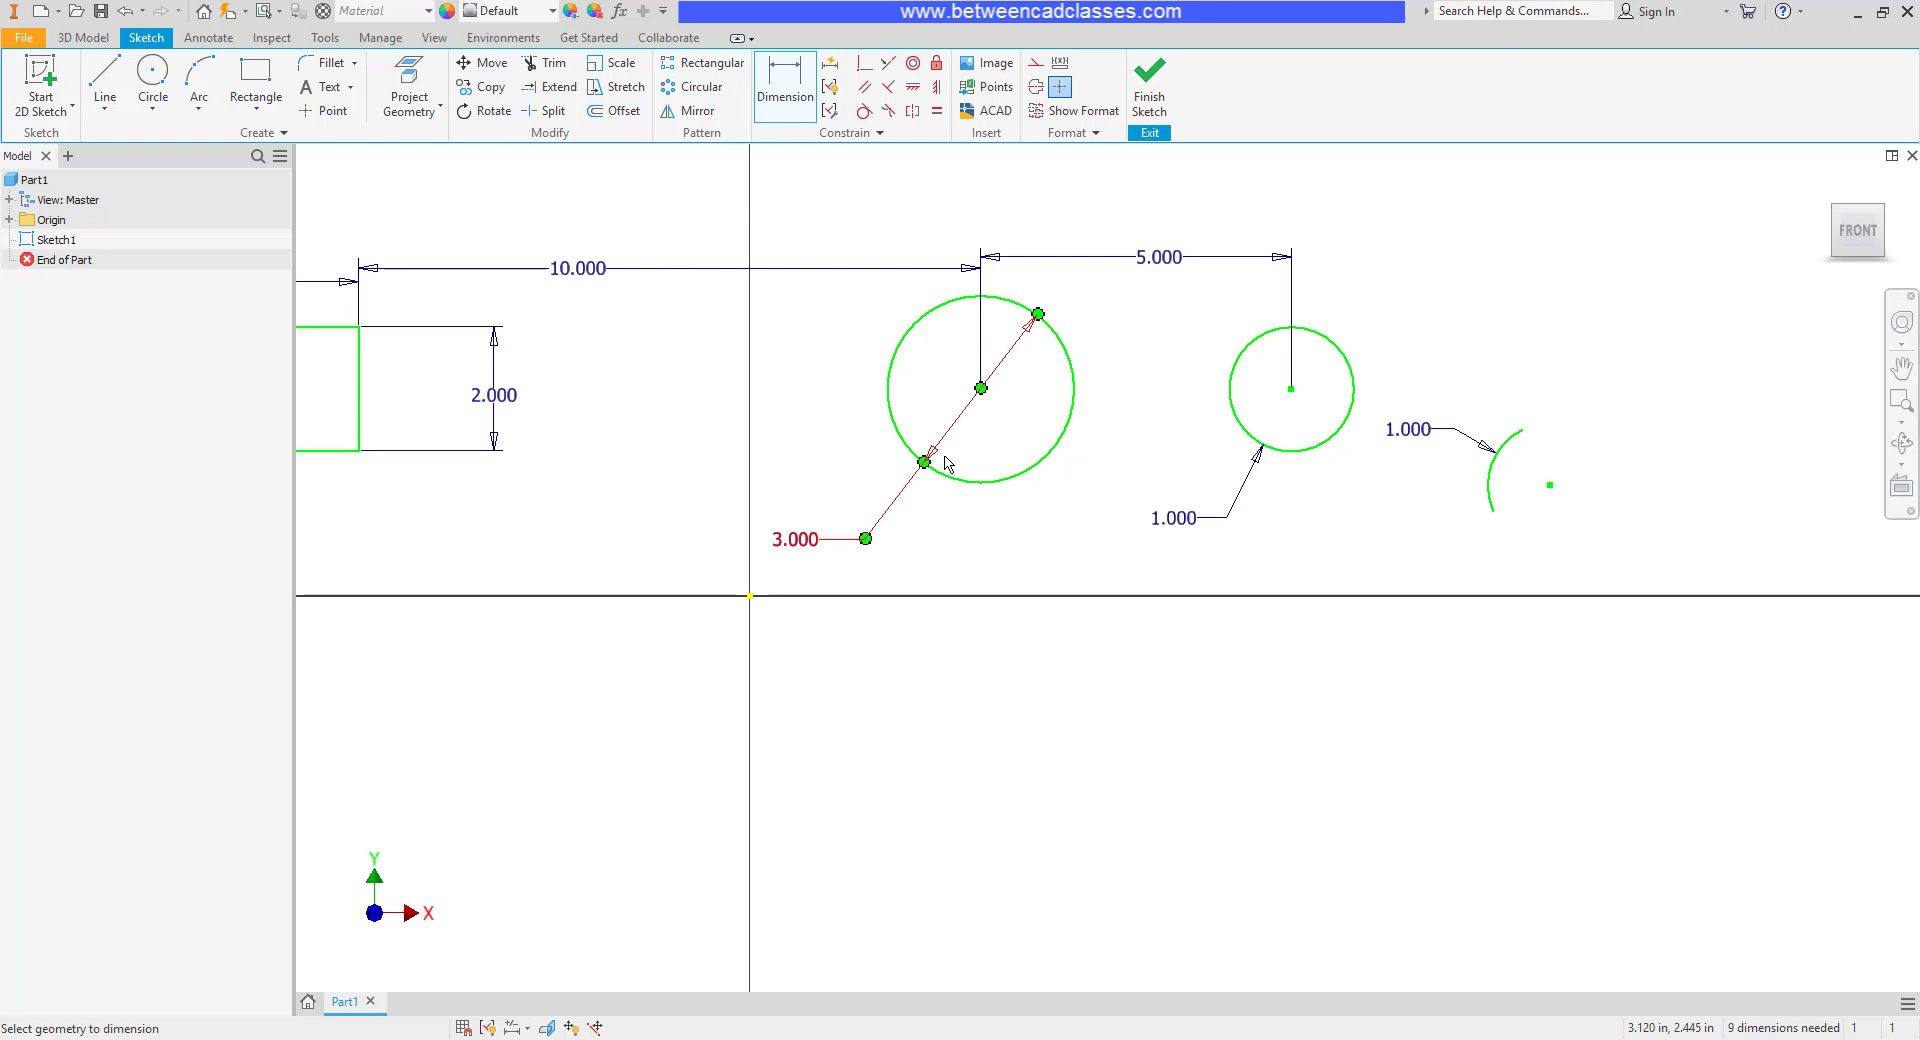 Material
Default
www.betweencadclasses.com
Search Help & Commands...
Sign In
File
3D Model
Sketch
Annotate
Inspect
Tools
Manage
View
Environments
Get Started
Collaborate
Start
2D Sketch
Line
Circle
Arc
Rectangle
Fillet
Text
Point
Project
Geometry
Move
Copy
Rotate
Trim
Extend
Split
Scale
Stretch
Offset
Rectangular
Circular
Mirror
Dimension
Image
Points
ACAD
Show Format
Finish
Sketch
Sketch
Create
Modify
Pattern
Constrain
Insert
Format
Exit
Model
Part1
View: Master
Origin
Sketch1
End of Part
FRONT
10.000
5.000
2.000
3.000
1.000
1.000
Y
X
Part1
Select geometry to dimension
3.120 in, 2.445 in
9 dimensions needed
1
1